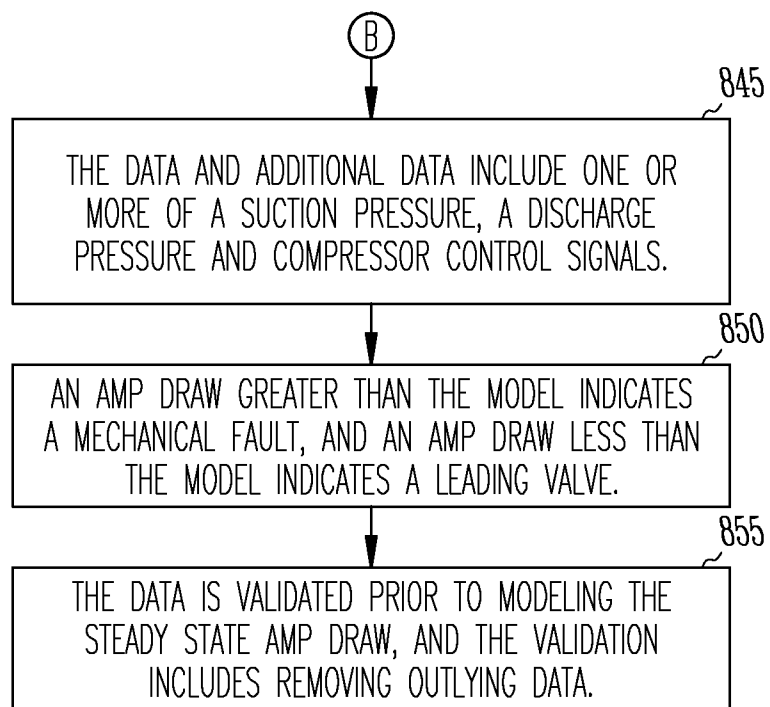 B
845
THE DATA AND ADDITIONAL DATA INCLUDE ONE OR
MORE OF A SUCTION PRESSURE, A DISCHARGE
PRESSURE AND COMPRESSOR CONTROL SIGNALS.
850
AN AMP DRAW GREATER THAN THE MODEL INDICATES
A MECHANICAL FAULT, AND AN AMP DRAW LESS THAN
THE MODEL INDICATES A LEADING VALVE.
855
THE DATA IS VALIDATED PRIOR TO MODELING THE
STEADY STATE AMP DRAW, AND THE VALIDATION
INCLUDES REMOVING OUTLYING DATA.